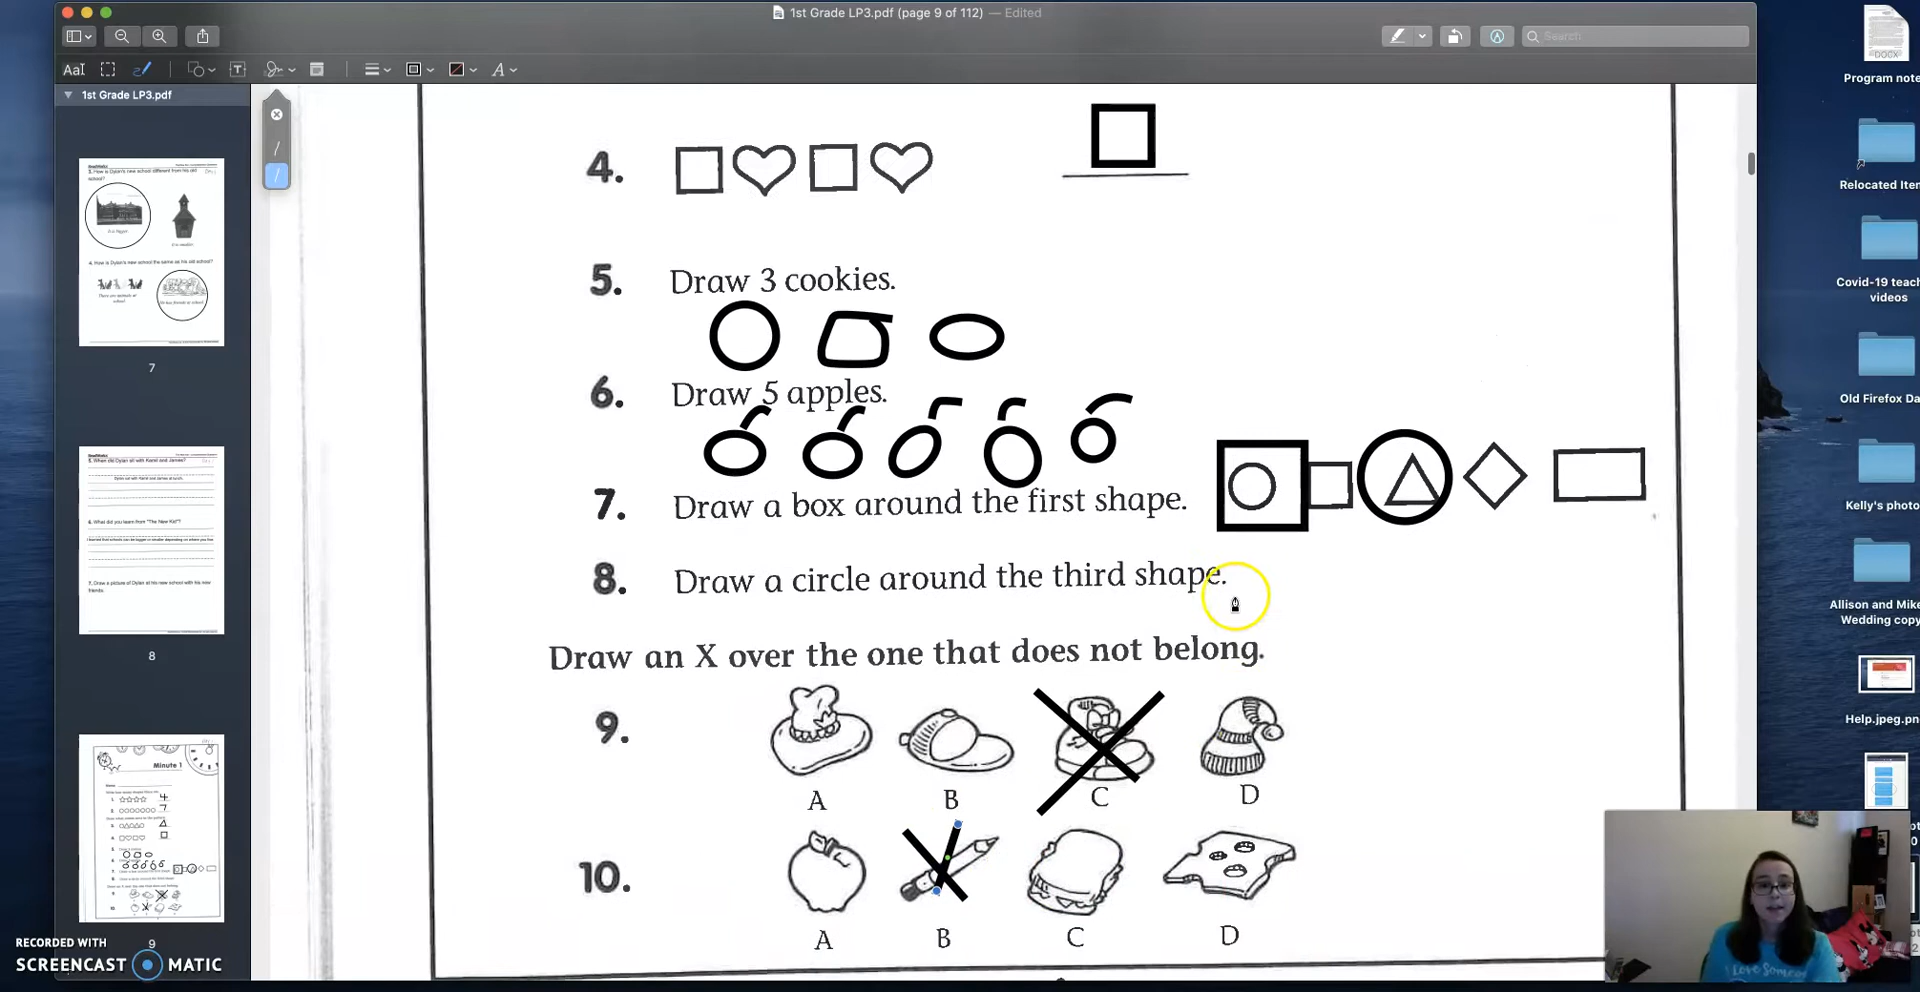 1st Grade LP3.pdf (page 9 of 112) — Edited
Search
1st Grade LP3.pdf
7
8
Minute 1
9
4.
5. Draw 3 cookies.
6. Draw 5 apples.
7. Draw a box around the first shape.
8. Draw a circle around the third shape.
Draw an X over the one that does not belong.
9.
A B C D
10.
A B C D
DOCX
Program note
Relocated Iten
Covid-19 teach
videos
Old Firefox Da
Kelly's photo
Allison and Mike
Wedding copy
Help.jpeg.pn
RECORDED WITH
SCREENCAST MATIC